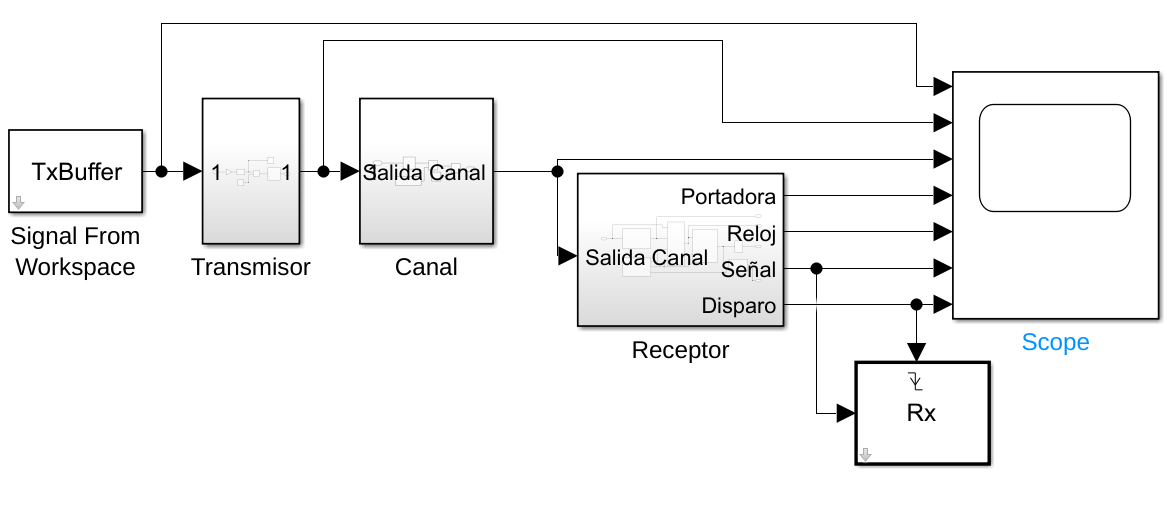 TxBuffer
Signal From
Workspace
1
1
Transmisor
Salida Canal
Canal
Portadora
Reloj
Salida Canal
Señal
Disparo
Receptor
Scope
Rx